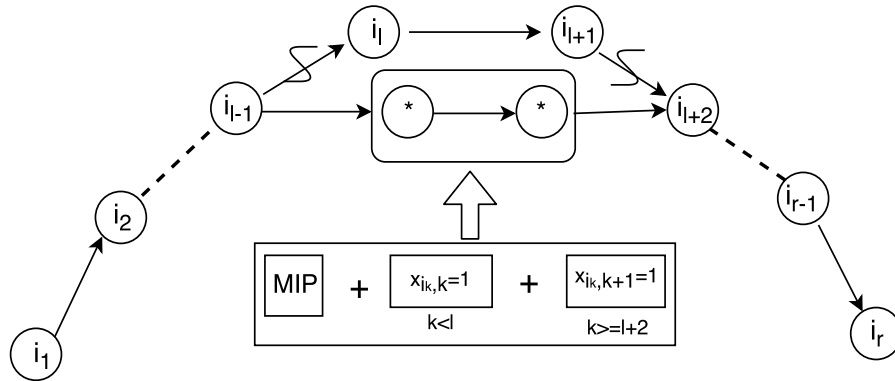 i_l
i_{l+1}
i_{l-1}
*
*
i_{l+2}
i_2
i_{r-1}
MIP + x_{i_k,k}=1 + x_{i_k,k+1}=1
k<l
k>=l+2
i_1
i_r